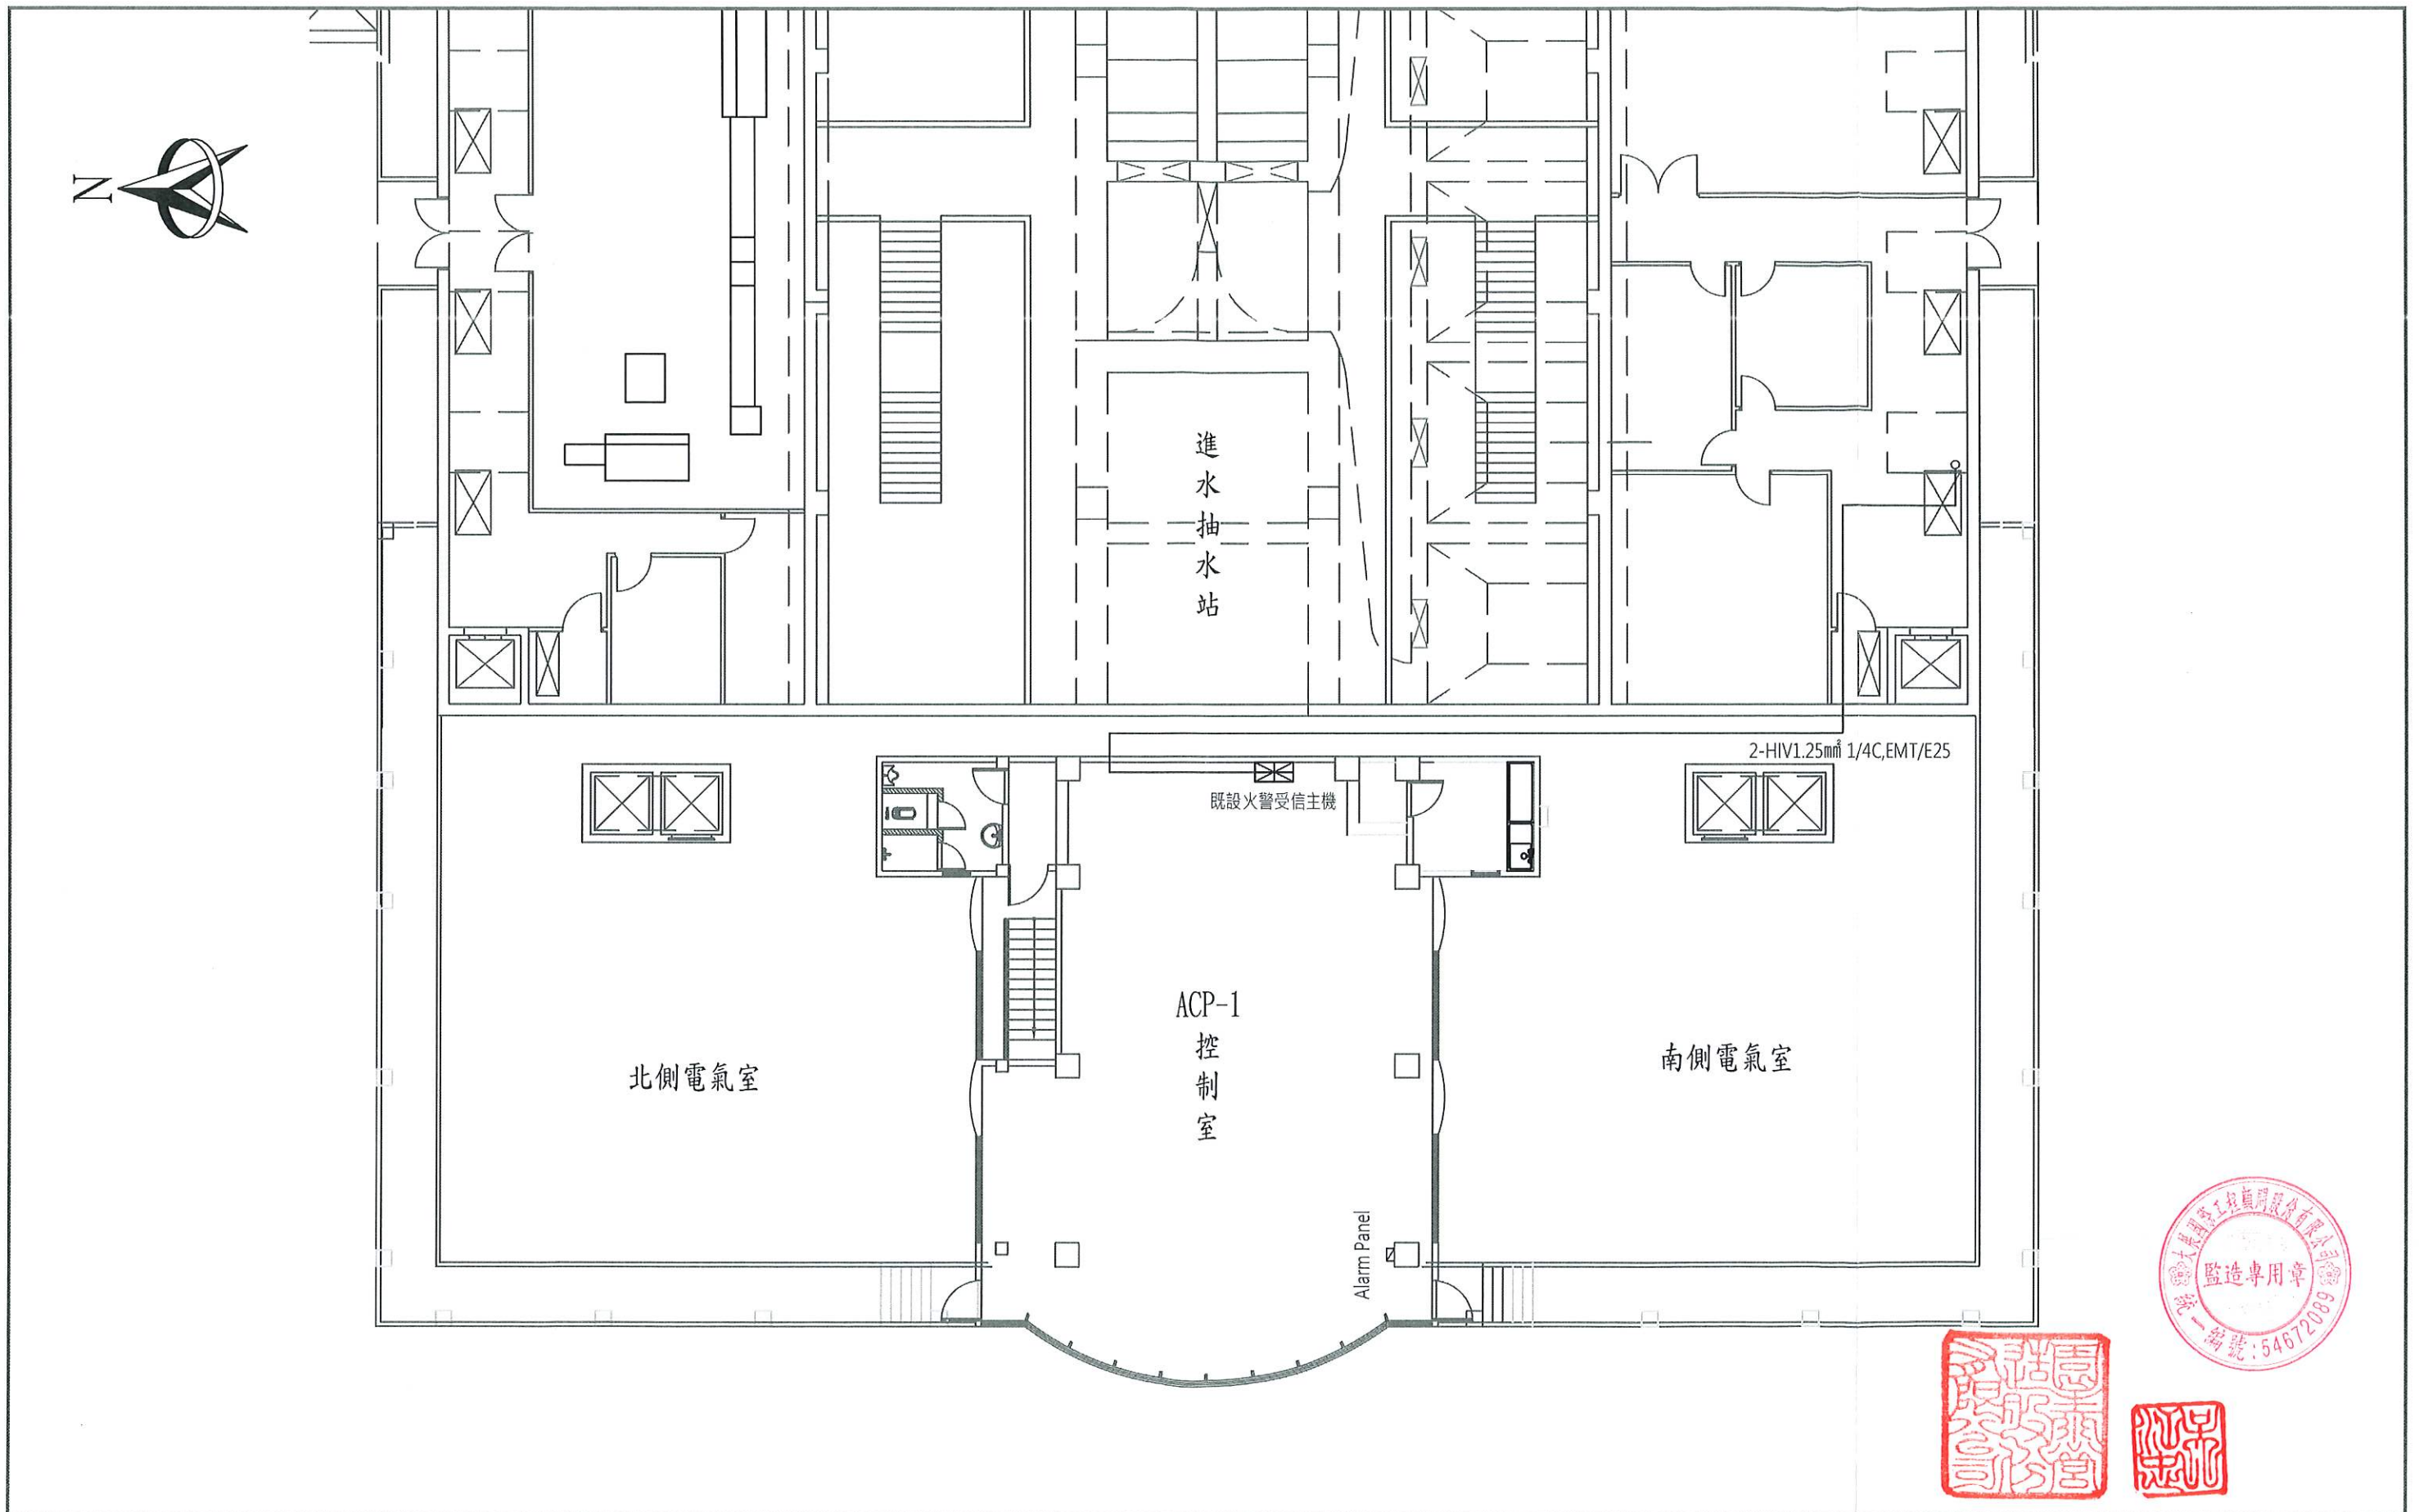 N
進水抽水站
2-HIV1.25㎟ 1/4C,EMT/E25
既設火警受信主機
ACP-1
控制室
北側電氣室
南側電氣室
Alarm Panel
監造專用章
統一編號:54672089